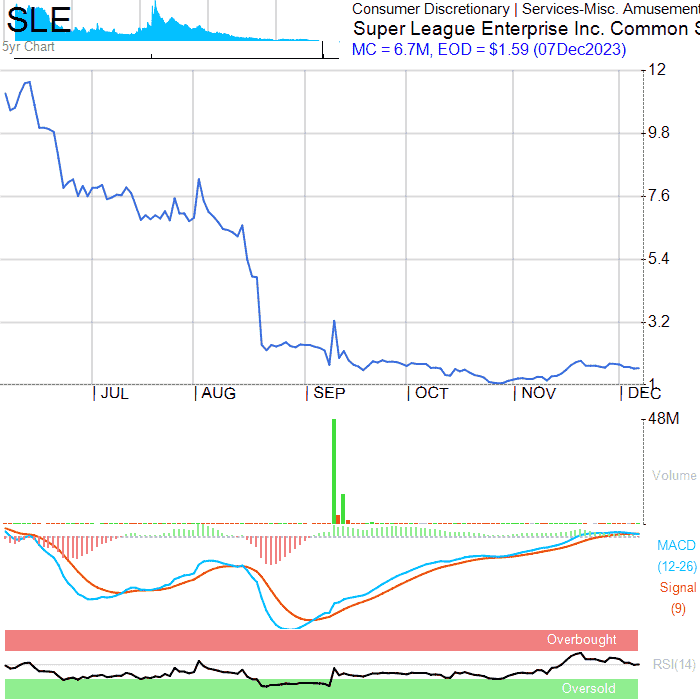 SLE
Consumer Discretionary | Services-Misc. Amusement
Super League Enterprise Inc. Common S
5yr Chart
MC = 6.7M, EOD = $1.59 (07Dec2023)
12
9.8
7.6
5.4
3.2
1
JUL AUG SEP OCT NOV DEC
48M
Volume
MACD
(12-26)
Signal
(9)
Overbought
RSI(14)
Oversold